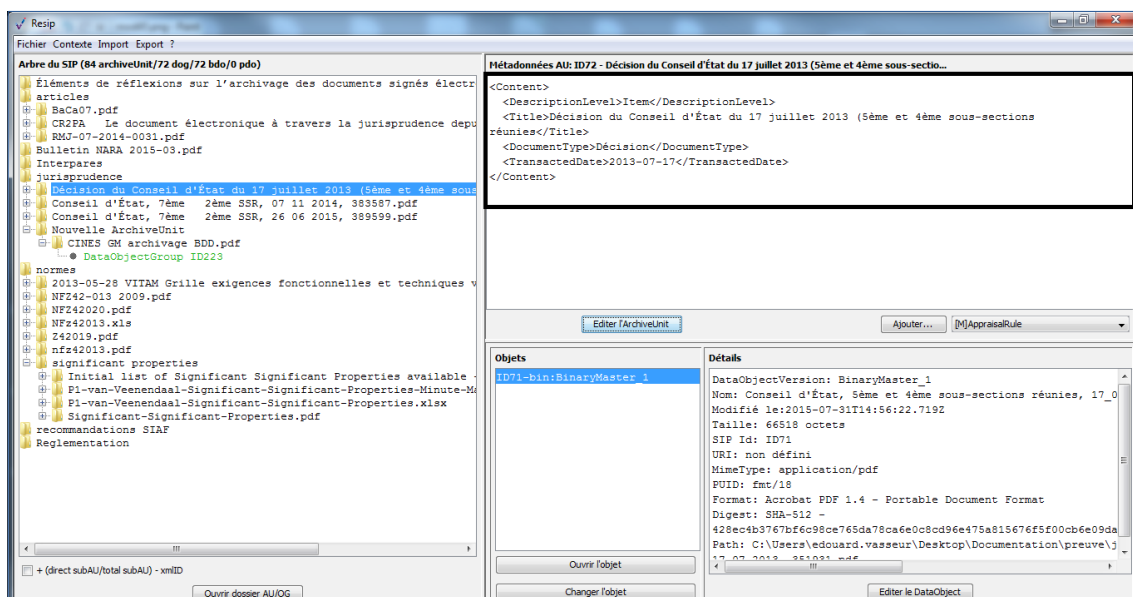 Resip
Fichier Contexte Import Export ?
Arbre du SIP (84 archiveUnit/72 dog/72 bdo/0 pdo)
Éléments de réflexions sur l'archivage des documents signés électr
articles
BaCa07.pdf
CR2PA Le document électronique à travers la jurisprudence depu
RMJ-07-2014-0031.pdf
Bulletin NARA 2015-03.pdf
Interpares
jurisprudence
Décision du Conseil d'État du 17 juillet 2013 (5ème et 4ème sous
Conseil d'État, 7ème 2ème SSR, 07 11 2014, 383587.pdf
Conseil d'État, 7ème 2ème SSR, 26 06 2015, 389599.pdf
Nouvelle ArchiveUnit
CINES GM archivage BDD.pdf
DataObjectGroup ID223
normes
2013-05-28 VITAM Grille exigences fonctionnelles et techniques v
NFZ42-013 2009.pdf
NFZ42020.pdf
NFz42013.xls
Z42019.pdf
nfz42013.pdf
significant properties
Initial list of Significant Significant Properties available -
P1-van-Veenendaal-Significant-Significant-Properties-Minute-Ma
P1-van-Veenendaal-Significant-Significant-Properties.xlsx
Significant-Significant-Properties.pdf
recommandations SIAF
Reglementation
+ (direct subAU/total subAU) - xmlID
Ouvrir dossier AU/OG
Métadonnées AU: ID72 - Décision du Conseil d'État du 17 juillet 2013 (5ème et 4ème sous-sectio...
<Content>
<DescriptionLevel>Item</DescriptionLevel>
<Title>Décision du Conseil d'État du 17 juillet 2013 (5ème et 4ème sous-sections
réunies</Title>
<DocumentType>Décision</DocumentType>
<TransactedDate>2013-07-17</TransactedDate>
</Content>
Editer l'ArchiveUnit
Ajouter...
[M]AppraisalRule
Objets
ID71-bin:BinaryMaster_1
Ouvrir l'objet
Changer l'objet
Détails
DataObjectVersion: BinaryMaster_1
Nom: Conseil d'État, 5ème et 4ème sous-sections réunies, 17_0
Modifié le:2015-07-31T14:56:22.719Z
Taille: 66518 octets
SIP Id: ID71
URI: non défini
MimeType: application/pdf
PUID: fmt/18
Format: Acrobat PDF 1.4 - Portable Document Format
Digest: SHA-512 -
428ec4b3767bf6c98ce765da78ca6e0c8cd96e475a815676f5f00cb6e09da
Path: C:\Users\edouard.vasseur\Desktop\Documentation\preuve\j
17_07_2013, 351931.pdf
Editer le DataObject